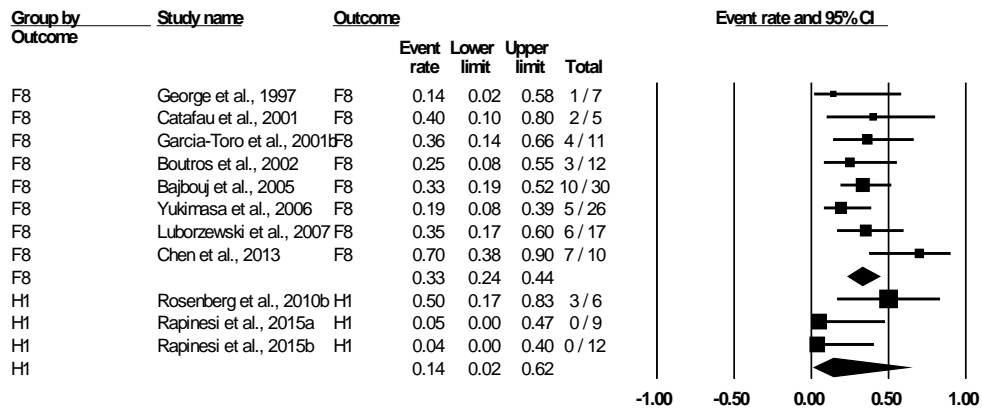 Group by Study name Outcome Event rate and 95% CI
Outcome
Event Lower Upper
rate limit limit Total
F8 George et al., 1997 F8 0.14 0.02 0.58 1 / 7
F8 Catafau et al., 2001 F8 0.40 0.10 0.80 2 / 5
F8 Garcia-Toro et al., 2001b F8 0.36 0.14 0.66 4 / 11
F8 Boutros et al., 2002 F8 0.25 0.08 0.55 3 / 12
F8 Bajbouj et al., 2005 F8 0.33 0.19 0.52 10 / 30
F8 Yukimasa et al., 2006 F8 0.19 0.08 0.39 5 / 26
F8 Luborzewski et al., 2007 F8 0.35 0.17 0.60 6 / 17
F8 Chen et al., 2013 F8 0.70 0.38 0.90 7 / 10
F8 0.33 0.24 0.44
H1 Rosenberg et al., 2010b H1 0.50 0.17 0.83 3 / 6
H1 Rapinesi et al., 2015a H1 0.05 0.00 0.47 0 / 9
H1 Rapinesi et al., 2015b H1 0.04 0.00 0.40 0 / 12
H1 0.14 0.02 0.62
-1.00 -0.50 0.00 0.50 1.00